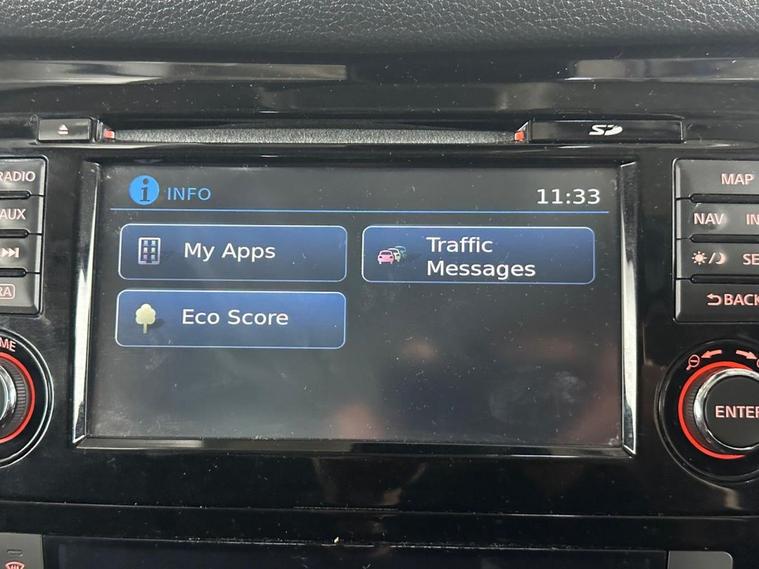 SD
RADIO
MAP
i INFO
11:33
AUX
NAV
My Apps
Traffic
Messages
Eco Score
BACK
ENTER